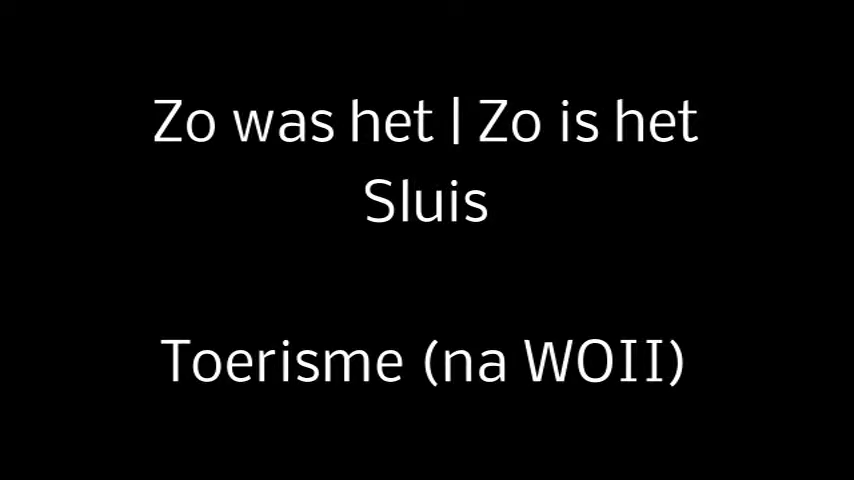 Zo was het | Zo is het
Sluis
Toerisme (na WOII)